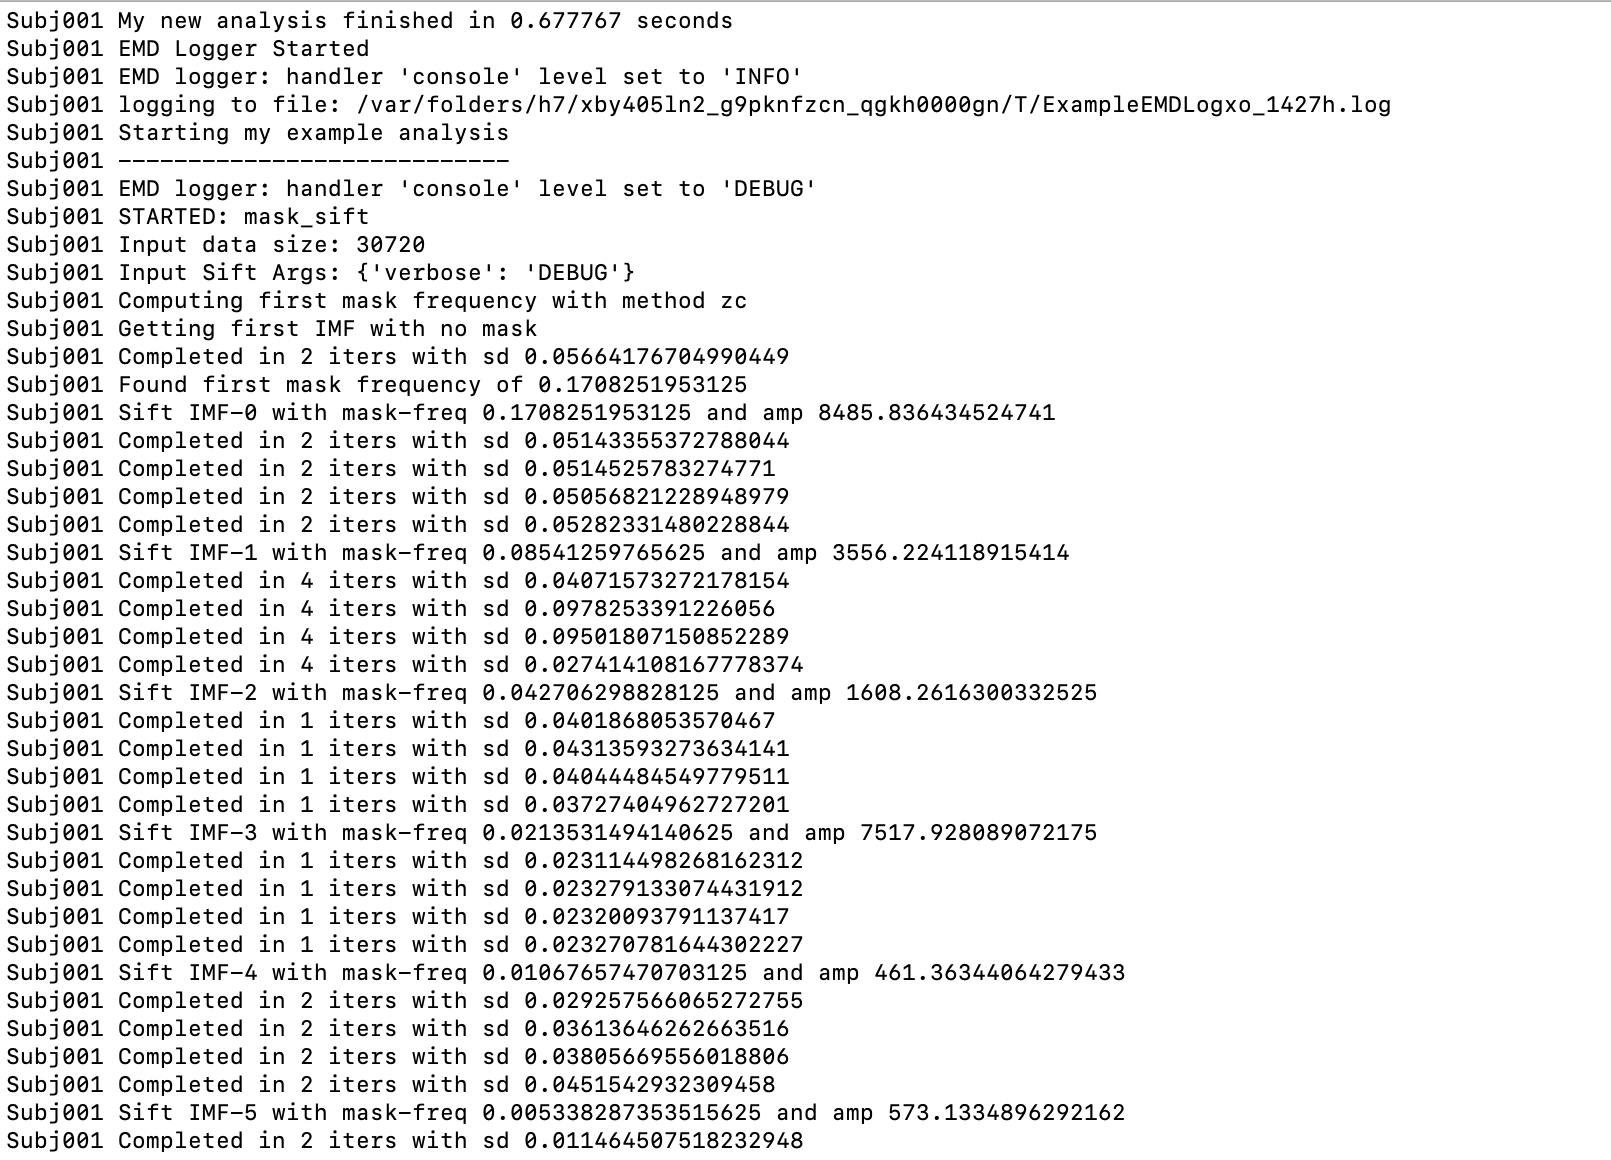 Subj001 My new analysis finished in 0.677767 seconds
Subj001 EMD Logger Started
Subj001 EMD logger: handler 'console' level set to 'INFO'
Subj001 logging to file: /var/folders/h7/xby405ln2_g9pknfzcn_qgkh0000gn/T/ExampleEMDLogxo_1427h.log
Subj001 Starting my example analysis
Subj001 ----------------------------
Subj001 EMD logger: handler 'console' level set to 'DEBUG'
Subj001 STARTED: mask_sift
Subj001 Input data size: 30720
Subj001 Input Sift Args: {'verbose': 'DEBUG'}
Subj001 Computing first mask frequency with method zc
Subj001 Getting first IMF with no mask
Subj001 Completed in 2 iters with sd 0.05664176704990449
Subj001 Found first mask frequency of 0.1708251953125
Subj001 Sift IMF-0 with mask-freq 0.1708251953125 and amp 8485.836434524741
Subj001 Completed in 2 iters with sd 0.05143355372788044
Subj001 Completed in 2 iters with sd 0.0514525783274771
Subj001 Completed in 2 iters with sd 0.05056821228948979
Subj001 Completed in 2 iters with sd 0.05282331480228844
Subj001 Sift IMF-1 with mask-freq 0.08541259765625 and amp 3556.224118915414
Subj001 Completed in 4 iters with sd 0.04071573272178154
Subj001 Completed in 4 iters with sd 0.0978253391226056
Subj001 Completed in 4 iters with sd 0.09501807150852289
Subj001 Completed in 4 iters with sd 0.027414108167778374
Subj001 Sift IMF-2 with mask-freq 0.042706298828125 and amp 1608.2616300332525
Subj001 Completed in 1 iters with sd 0.0401868053570467
Subj001 Completed in 1 iters with sd 0.04313593273634141
Subj001 Completed in 1 iters with sd 0.04044484549779511
Subj001 Completed in 1 iters with sd 0.03727404962727201
Subj001 Sift IMF-3 with mask-freq 0.0213531494140625 and amp 7517.928089072175
Subj001 Completed in 1 iters with sd 0.023114498268162312
Subj001 Completed in 1 iters with sd 0.023279133074431912
Subj001 Completed in 1 iters with sd 0.02320093791137417
Subj001 Completed in 1 iters with sd 0.023270781644302227
Subj001 Sift IMF-4 with mask-freq 0.01067657470703125 and amp 461.36344064279433
Subj001 Completed in 2 iters with sd 0.029257566065272755
Subj001 Completed in 2 iters with sd 0.03613646262663516
Subj001 Completed in 2 iters with sd 0.03805669556018806
Subj001 Completed in 2 iters with sd 0.0451542932309458
Subj001 Sift IMF-5 with mask-freq 0.005338287353515625 and amp 573.1334896292162
Subj001 Completed in 2 iters with sd 0.011464507518232948